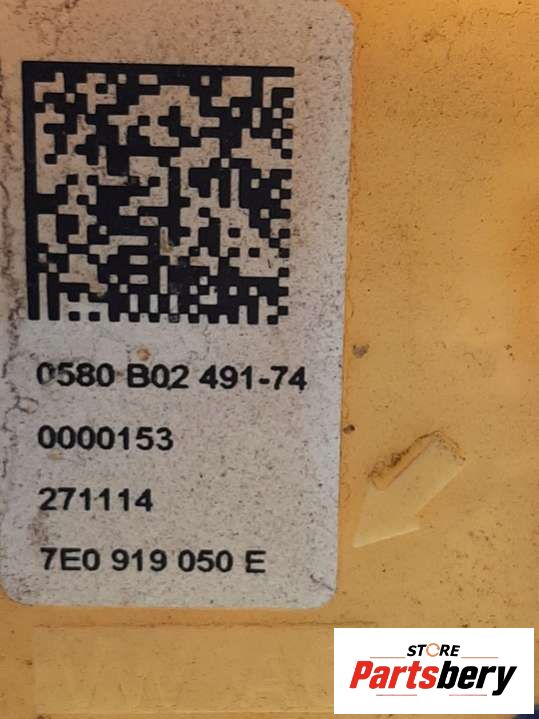 0580 B02 491-74
0000153
271114
7E0 919 050 E
STORE
Partsbery